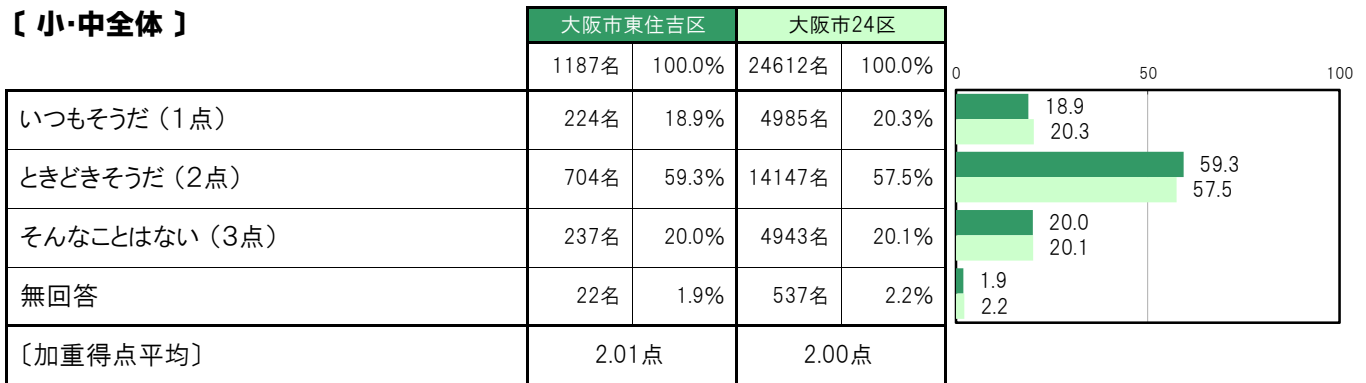 〔 小・中全体 〕
大阪市東住吉区 大阪市24区
1187名 100.0% 24612名 100.0%
0 50 100
いつもそうだ（１点） 224名 18.9% 4985名 20.3%
18.9
20.3
ときどきそうだ（２点） 704名 59.3% 14147名 57.5%
59.3
57.5
そんなことはない（３点） 237名 20.0% 4943名 20.1%
20.0
20.1
無回答 22名 1.9% 537名 2.2%
1.9
2.2
〔加重得点平均〕 2.01点 2.00点